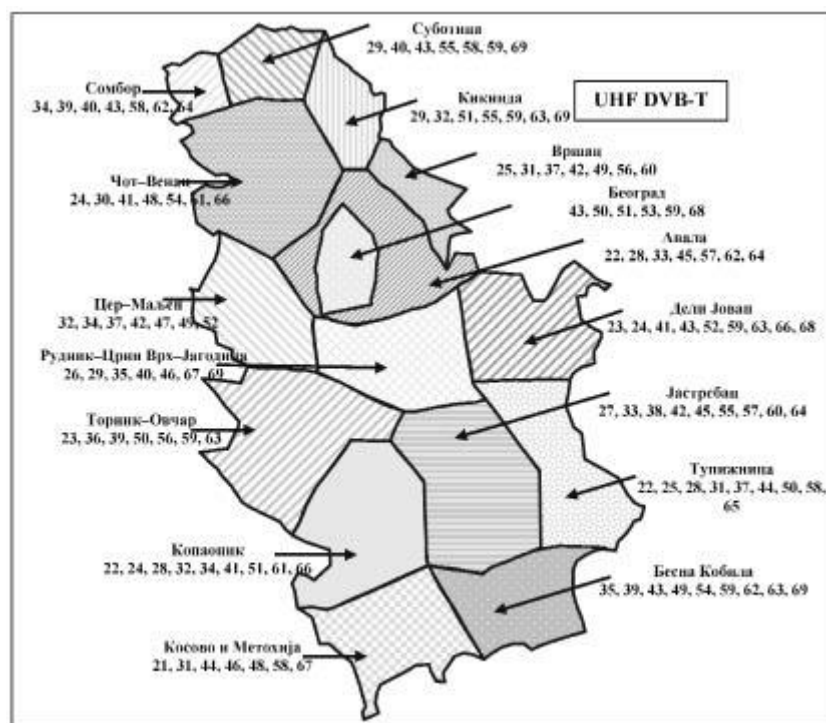 Суботица
29, 40, 43, 55, 58, 59, 69
Сомбор
34, 39, 40, 43, 58, 62, 64
Кикинда
29, 32, 51, 55, 59, 63, 69
UHF DVB-T
Вршац
25, 31, 37, 42, 49, 56, 60
Чот–Венац
24, 30, 41, 48, 54, 61, 66
Београд
43, 50, 51, 53, 59, 68
Авала
22, 28, 33, 45, 57, 62, 64
Цер–Маљен
32, 34, 37, 42, 47, 49, 52
Дели Јован
23, 24, 41, 43, 52, 59, 63, 66, 68
Рудник–Црни Врх–Јагодина
26, 29, 35, 40, 46, 67, 69
Јастребац
27, 33, 38, 42, 45, 55, 57, 60, 64
Торник–Овчар
23, 36, 39, 50, 56, 59, 63
Тупижница
22, 25, 28, 31, 37, 44, 50, 58,
65
Копаоник
22, 24, 28, 32, 34, 41, 51, 61, 66
Бесна Кобила
35, 39, 43, 49, 54, 59, 62, 63, 69
Косово и Метохија
21, 31, 44, 46, 48, 58, 67